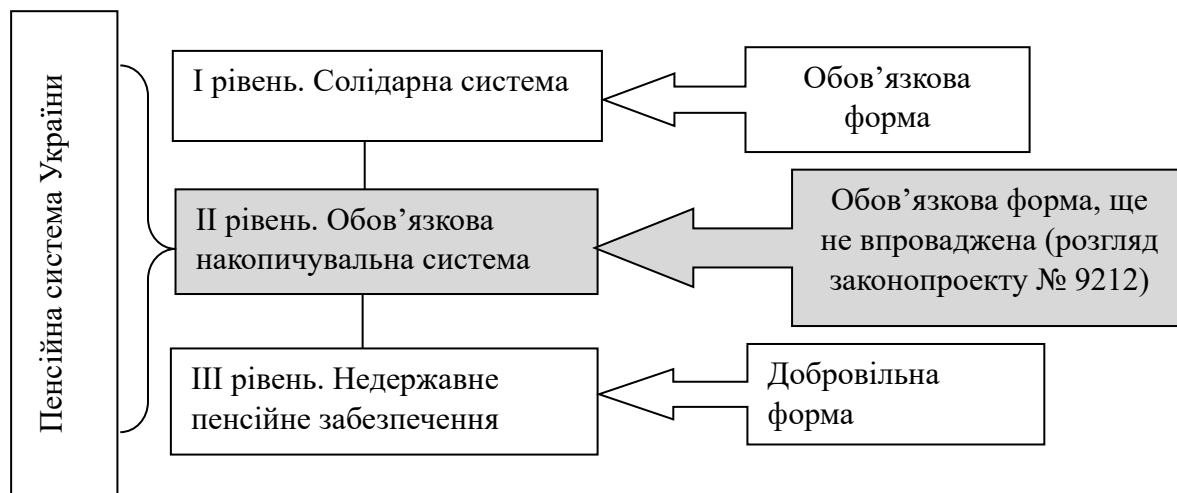 Пенсійна система України
І рівень. Солідарна система
Обов’язкова
форма
ІІ рівень. Обов’язкова
накопичувальна система
Обов’язкова форма, ще
не впроваджена (розгляд
законопроекту № 9212)
ІІІ рівень. Недержавне
пенсійне забезпечення
Добровільна
форма